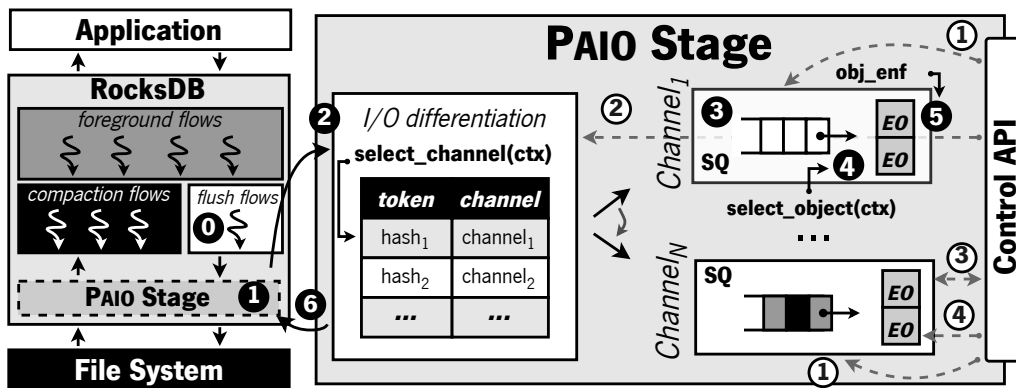 Application
RocksDB
foreground flows
compaction flows
flush flows
0
PAIO Stage
1
File System
PAIO Stage
2
I/O differentiation
select_channel(ctx)
token channel
hash1 channel1
hash2 channel2
... ...
6
2
Channel1
3
SQ
4
EO
EO
obj_enf
5
select_object(ctx)
...
ChannelN
SQ
EO
EO
1
3
4
1
Control API